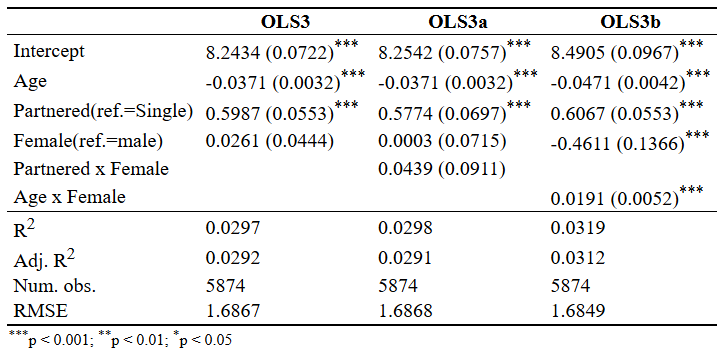 OLS3 OLS3a OLS3b
Intercept 8.2434 (0.0722)*** 8.2542 (0.0757)*** 8.4905 (0.0967)***
Age -0.0371 (0.0032)*** -0.0371 (0.0032)*** -0.0471 (0.0042)***
Partnered(ref.=Single) 0.5987 (0.0553)*** 0.5774 (0.0697)*** 0.6067 (0.0553)***
Female(ref.=male) 0.0261 (0.0444) 0.0003 (0.0715) -0.4611 (0.1366)***
Partnered x Female 0.0439 (0.0911)
Age x Female 0.0191 (0.0052)***
R2 0.0297 0.0298 0.0319
Adj. R2 0.0292 0.0291 0.0312
Num. obs. 5874 5874 5874
RMSE 1.6867 1.6868 1.6849
***p < 0.001; **p < 0.01; *p < 0.05